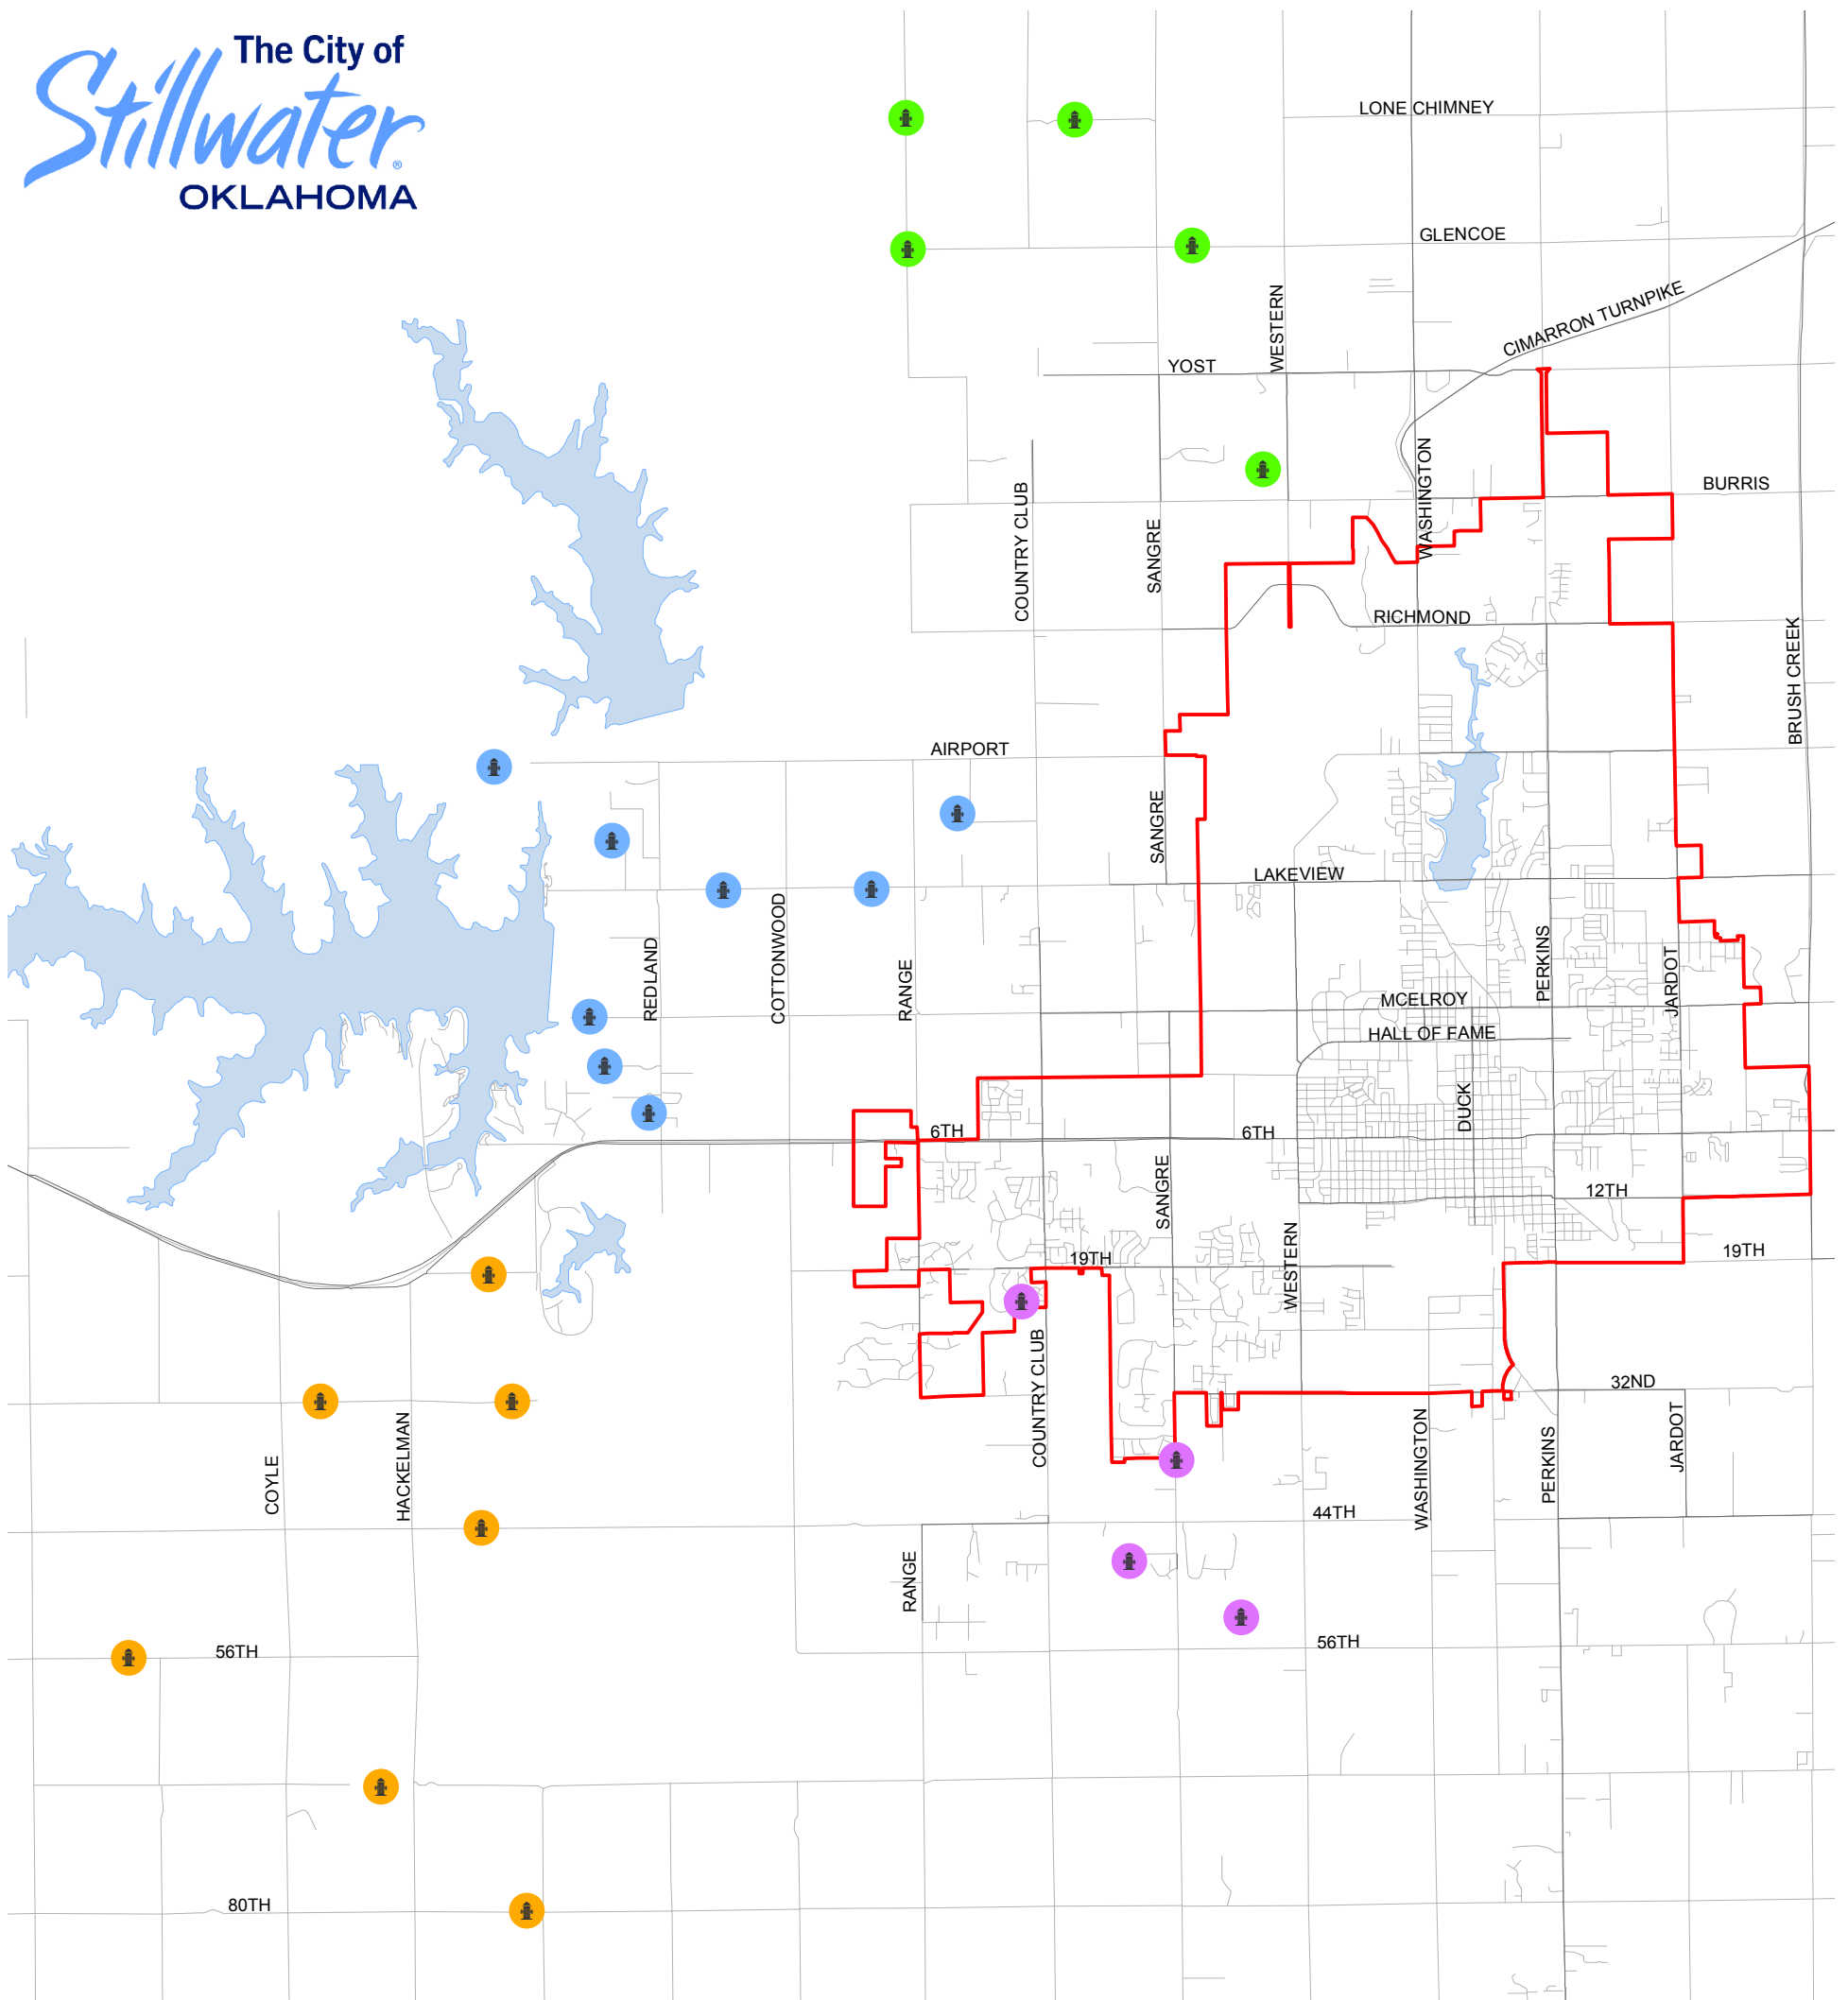 The City of
Stillwater®
OKLAHOMA
LONE CHIMNEY
GLENCOE
WESTERN
CIMARRON TURNPIKE
YOST
COUNTRY CLUB
SANGRE
WASHINGTON
BURRIS
RICHMOND
BRUSH CREEK
AIRPORT
SANGRE
LAKEVIEW
REDLAND
COTTONWOOD
RANGE
PERKINS
JARDOT
MCELROY
HALL OF FAME
DUCK
6TH
6TH
SANGRE
12TH
WESTERN
19TH
19TH
COUNTRY CLUB
32ND
COYLE
HACKELMAN
WASHINGTON
PERKINS
JARDOT
44TH
RANGE
56TH
56TH
80TH